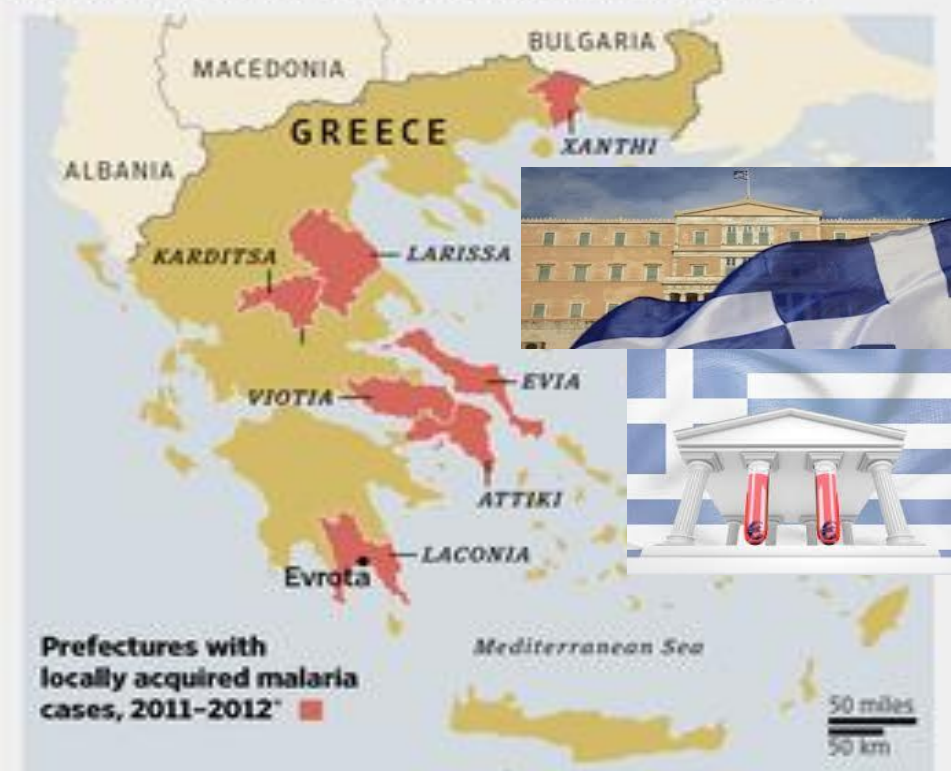 BULGARIA
MACEDONIA
GREECE
XANTHI
ALBANIA
KARDITSA
LARISSA
EVIA
VIOTIA
ATTIKI
LACONIA
Evrota
Prefectures with
locally acquired malaria
cases, 2011–2012*
Mediterranean Sea
50 miles
50 km